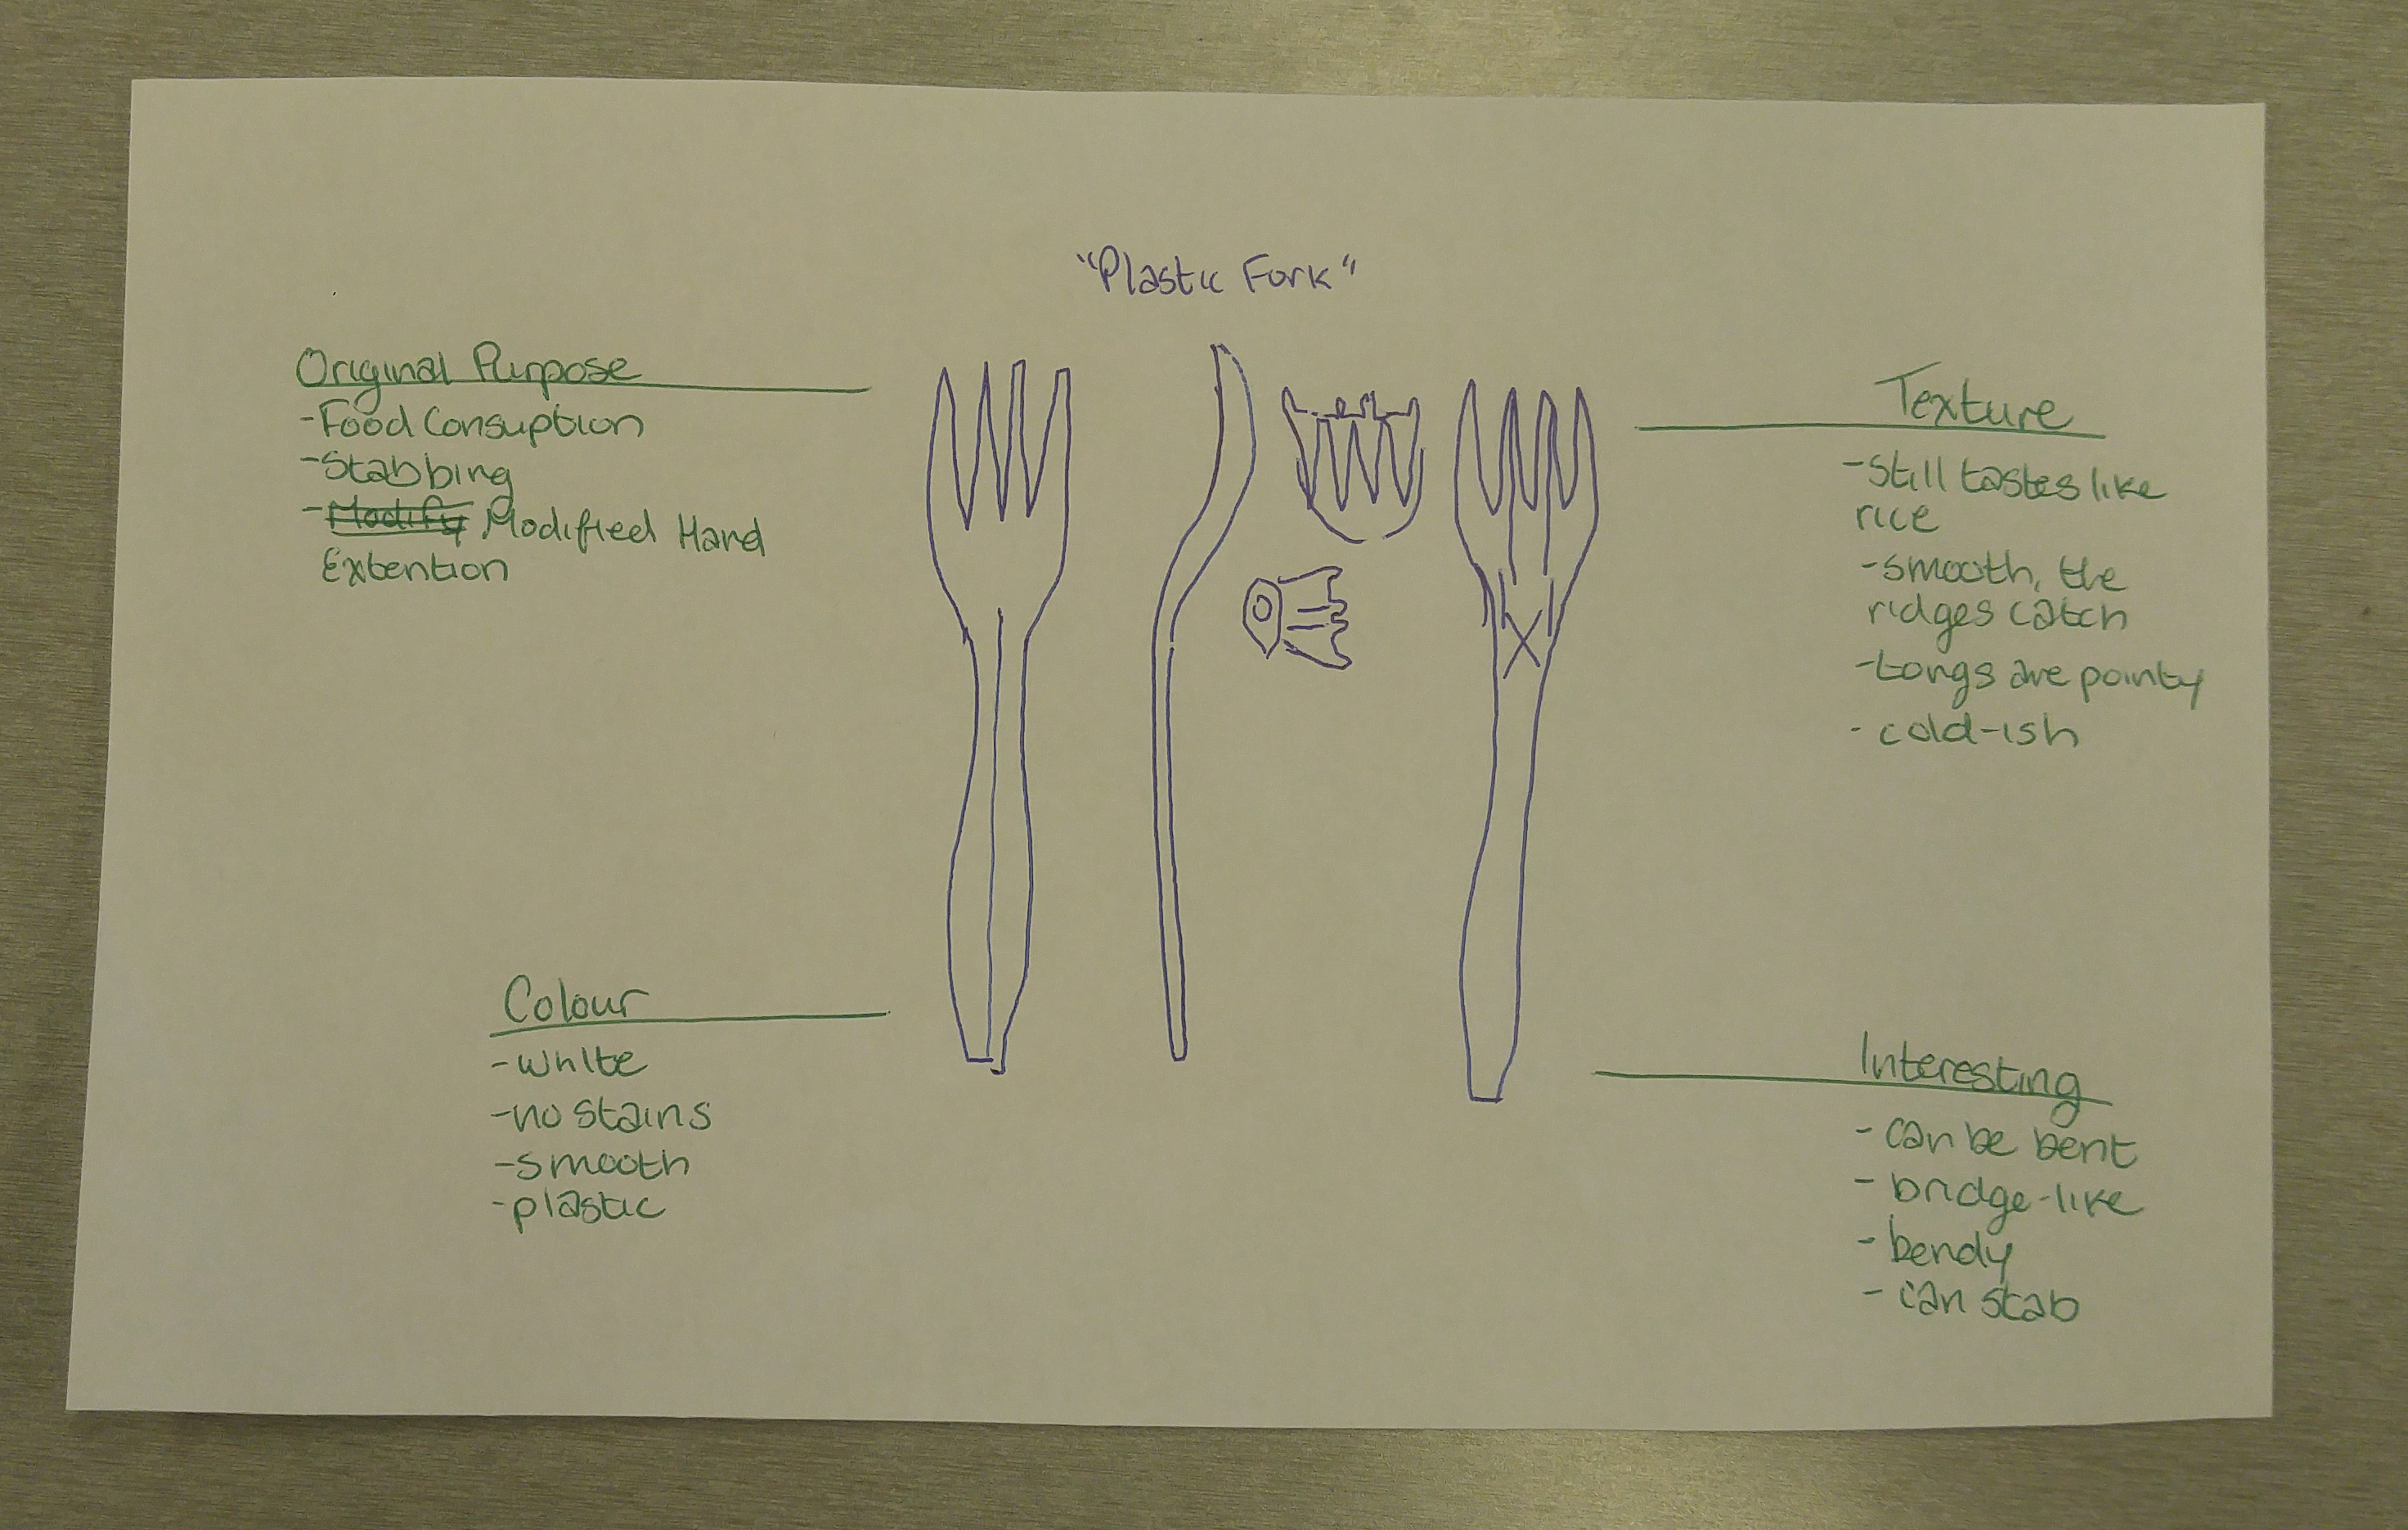 "Plastic Fork"
Original Purpose
-Food Consuption
-Stabbing
-Modify Modified Hand
Extention
Colour
-white
-no stains
-smooth
-plastic
Texture
-still tastes like
rice
-smooth, the
ridges catch
-tongs are pointy
-cold-ish
Interesting
-can be bent
-bridge-like
-bendy
-can stab